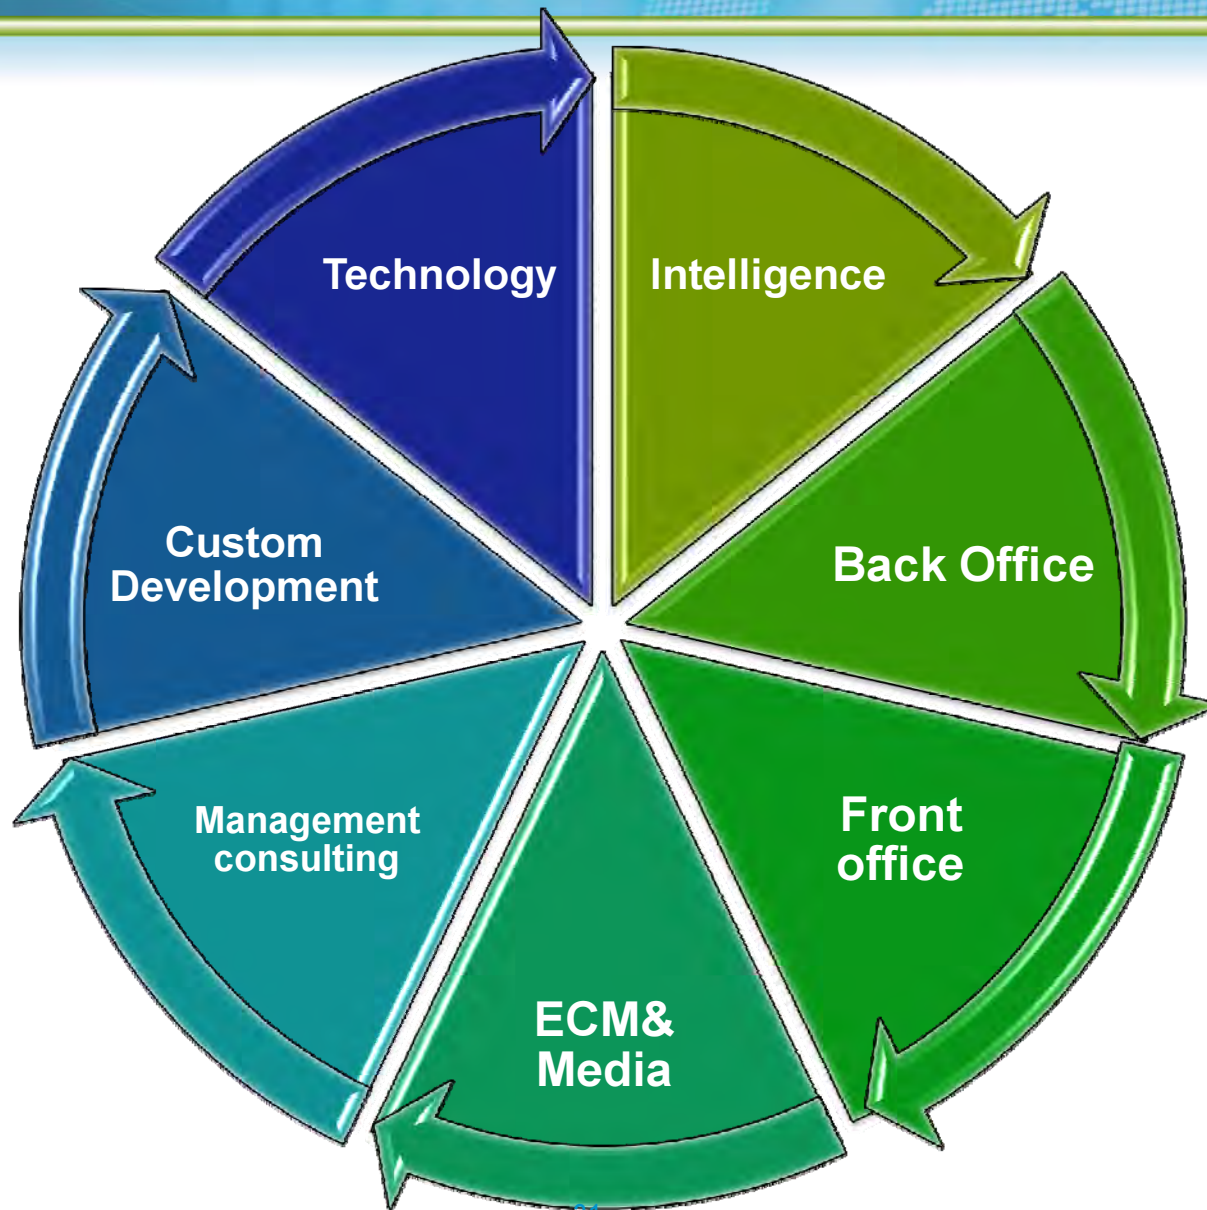 Technology
Intelligence
Custom
Development
Back Office
Management
consulting
Front
office
ECM&
Media